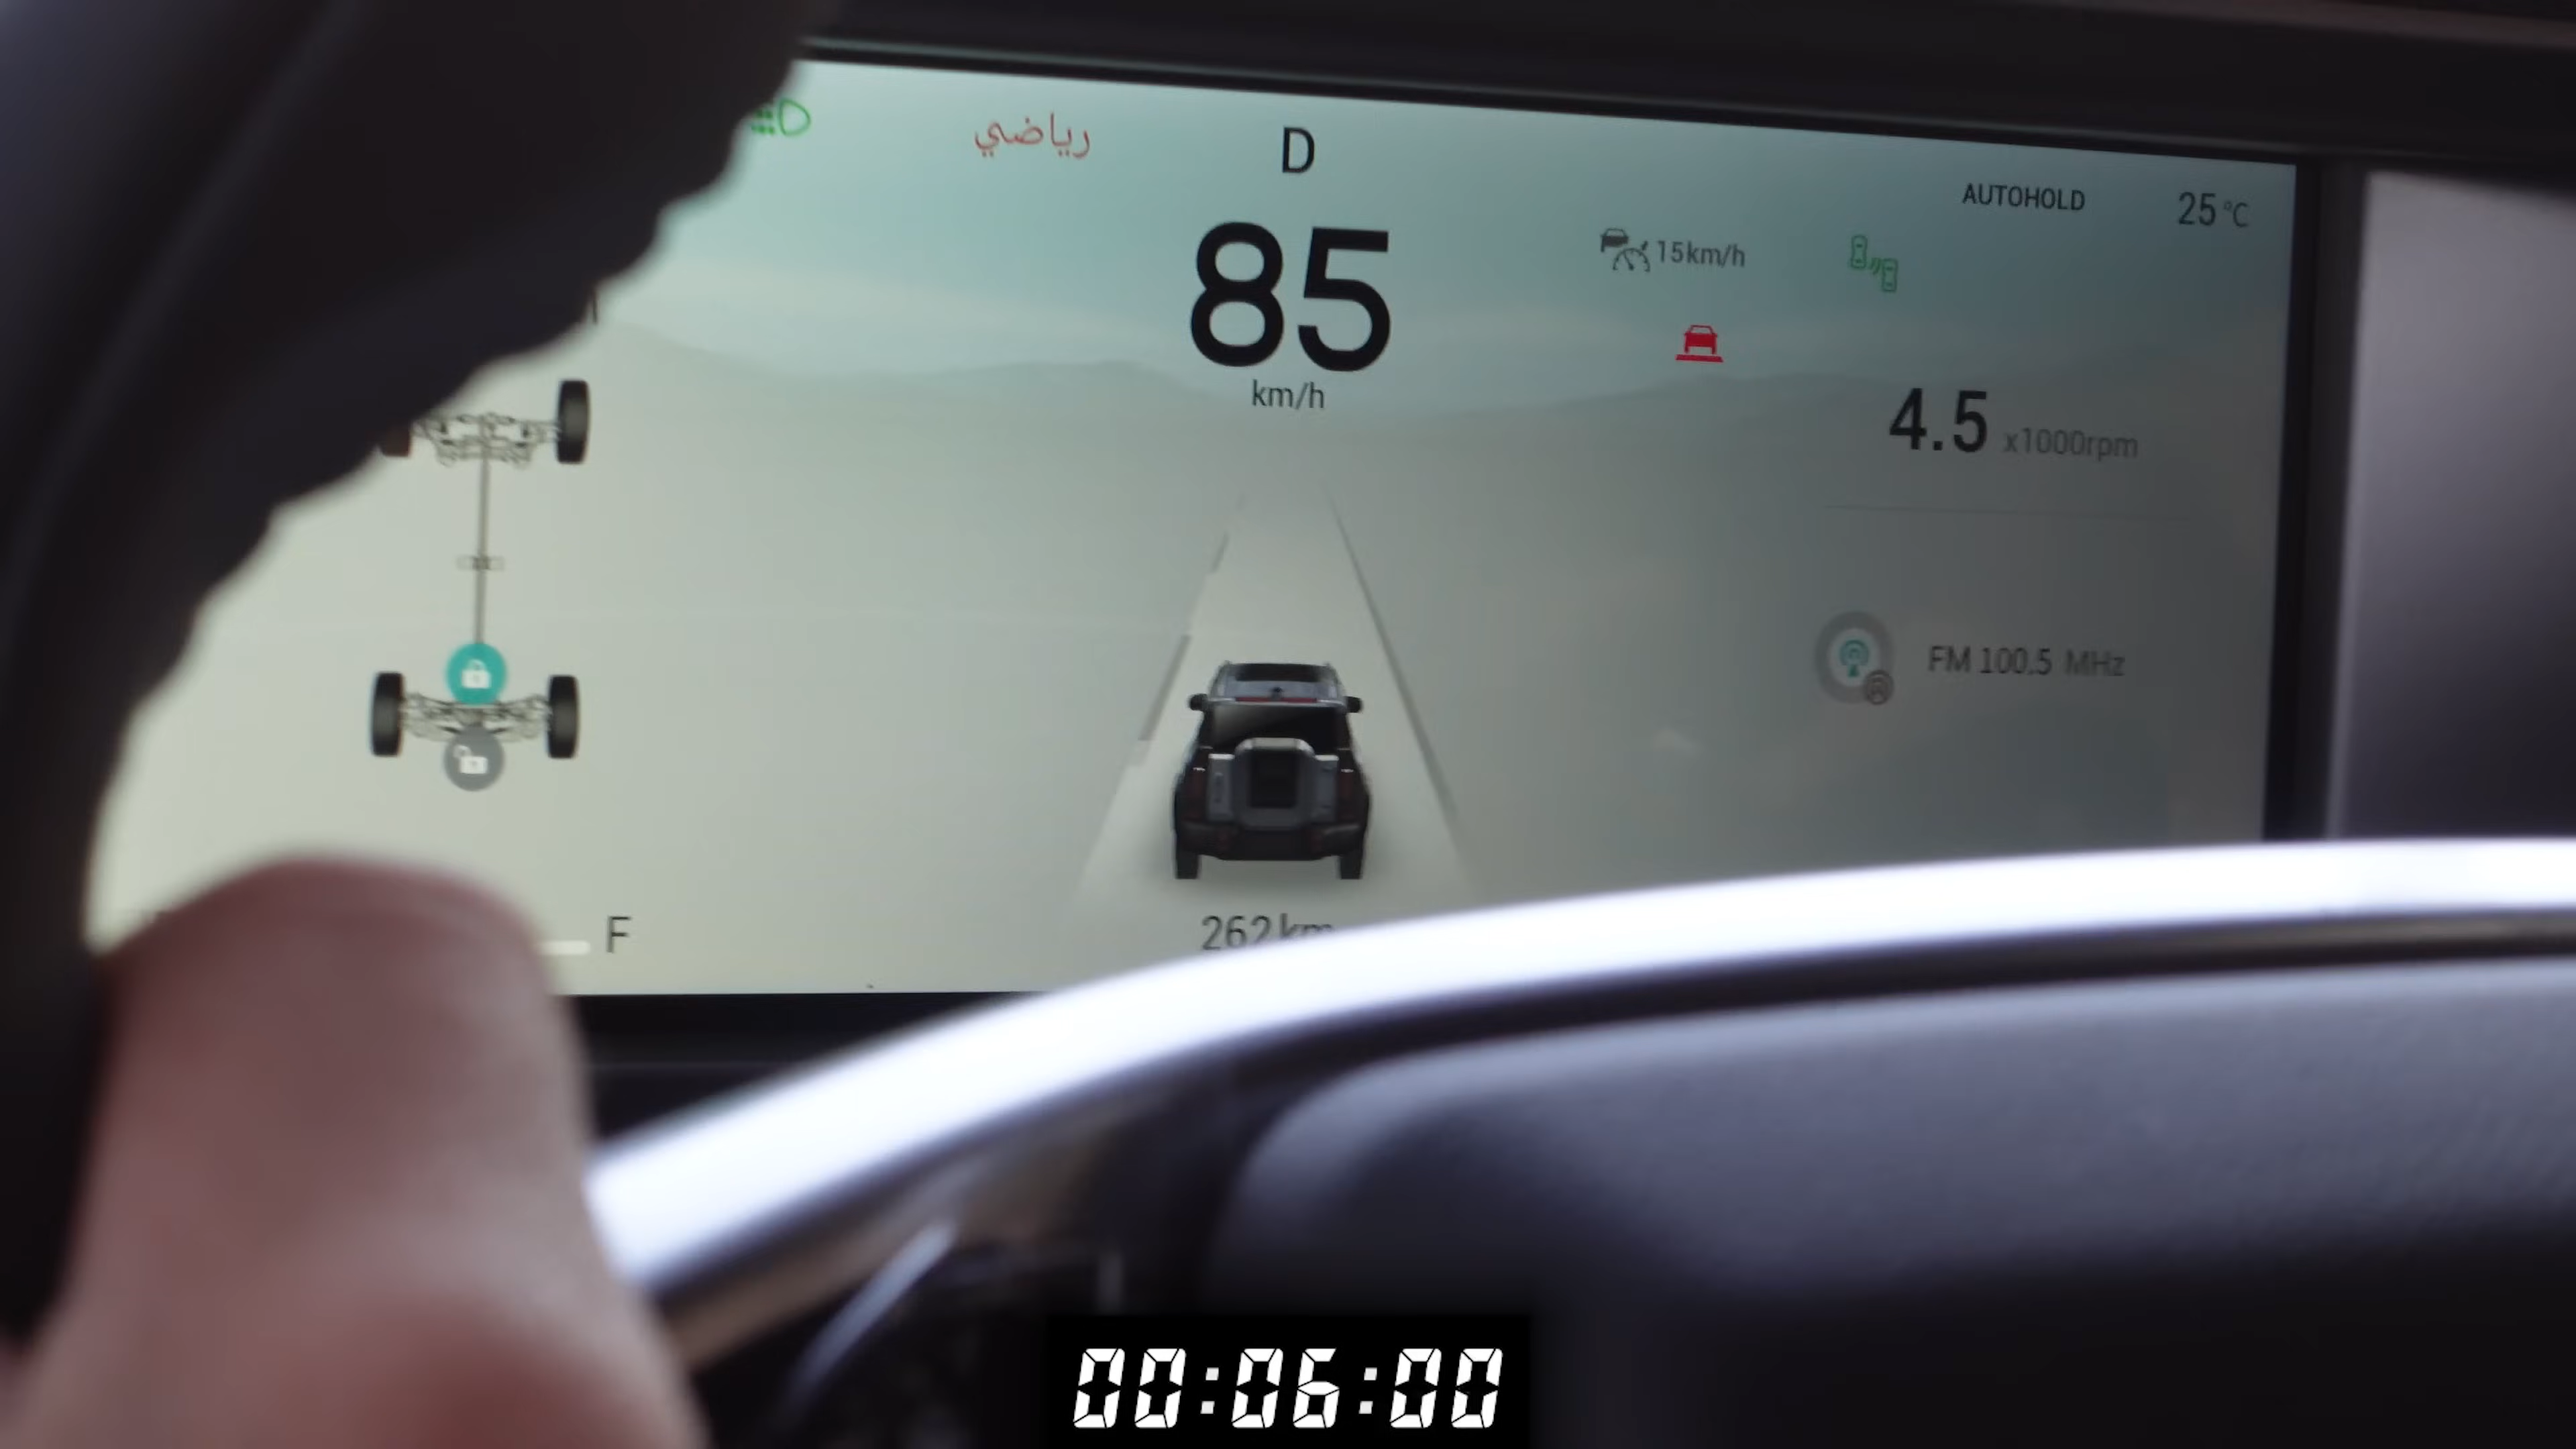 رياضي
D
AUTOHOLD
25 °C
85
km/h
15km/h
4.5 x1000rpm
FM 100.5 MHz
F
262 km
00:06:00